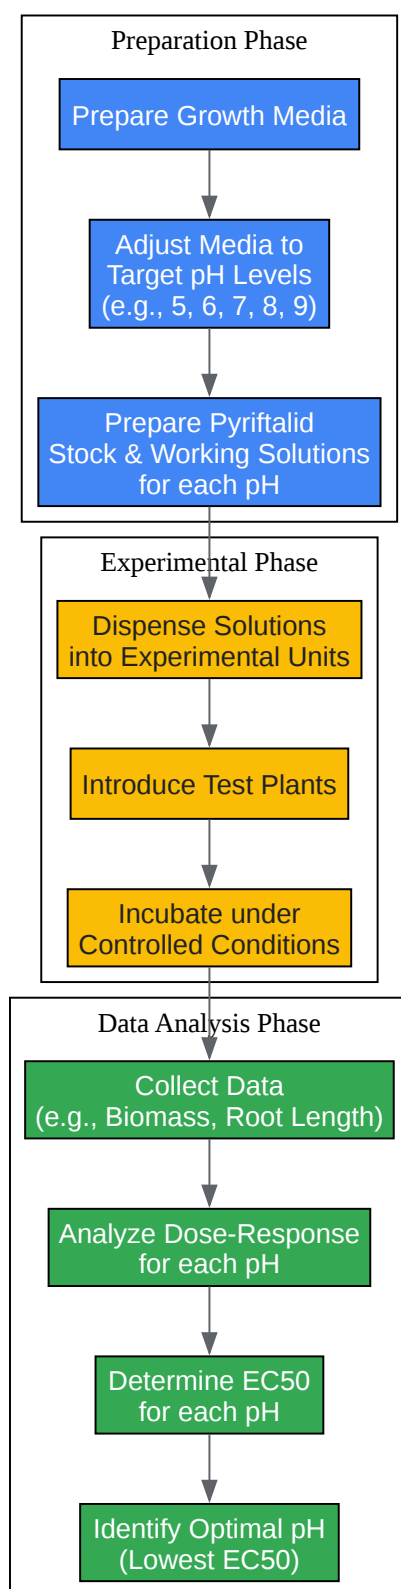 Preparation Phase
Prepare Growth Media
Adjust Media to
Target pH Levels
(e.g., 5, 6, 7, 8, 9)
Prepare Pyriftalid
Stock & Working Solutions
for each pH
Experimental Phase
Dispense Solutions
into Experimental Units
Introduce Test Plants
Incubate under
Controlled Conditions
Data Analysis Phase
Collect Data
(e.g., Biomass, Root Length)
Analyze Dose-Response
for each pH
Determine EC50
for each pH
Identify Optimal pH
(Lowest EC50)